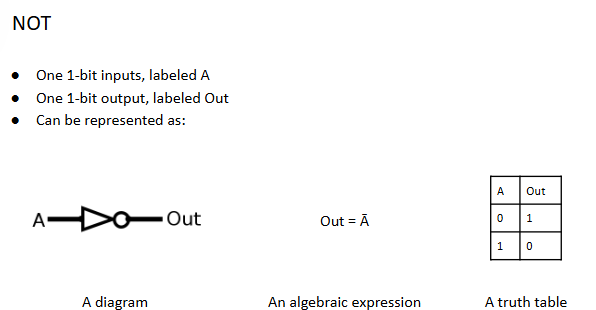 NOT
● One 1-bit inputs, labeled A
● One 1-bit output, labeled Out
● Can be represented as:
A Out
Out = Ā
A Out
0 1
1 0
A diagram
An algebraic expression
A truth table